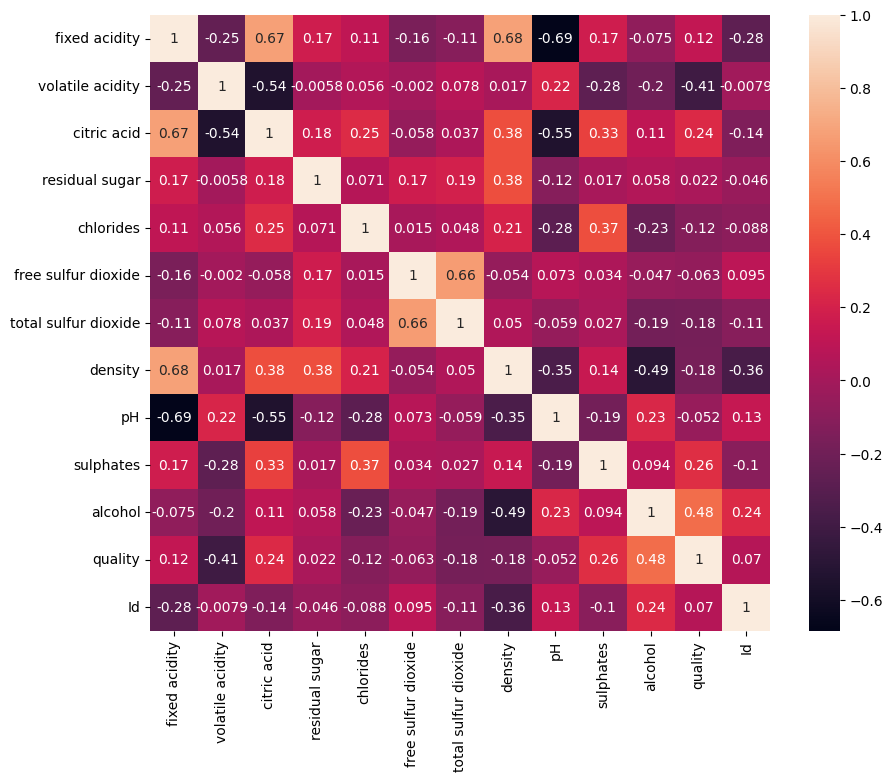 fixed acidity 1 -0.25 0.67 0.17 0.11 -0.16 -0.11 0.68 -0.69 0.17 -0.075 0.12 -0.28
volatile acidity -0.25 1 -0.54 -0.0058 0.056 -0.002 0.078 0.017 0.22 -0.28 -0.2 -0.41 -0.0079
citric acid 0.67 -0.54 1 0.18 0.25 -0.058 0.037 0.38 -0.55 0.33 0.11 0.24 -0.14
residual sugar 0.17 -0.0058 0.18 1 0.071 0.17 0.19 0.38 -0.12 0.017 0.058 0.022 -0.046
chlorides 0.11 0.056 0.25 0.071 1 0.015 0.048 0.21 -0.28 0.37 -0.23 -0.12 -0.088
free sulfur dioxide -0.16 -0.002 -0.058 0.17 0.015 1 0.66 -0.054 0.073 0.034 -0.047 -0.063 0.095
total sulfur dioxide -0.11 0.078 0.037 0.19 0.048 0.66 1 0.05 -0.059 0.027 -0.19 -0.18 -0.11
density 0.68 0.017 0.38 0.38 0.21 -0.054 0.05 1 -0.35 0.14 -0.49 -0.18 -0.36
pH -0.69 0.22 -0.55 -0.12 -0.28 0.073 -0.059 -0.35 1 -0.19 0.23 -0.052 0.13
sulphates 0.17 -0.28 0.33 0.017 0.37 0.034 0.027 0.14 -0.19 1 0.094 0.26 -0.1
alcohol -0.075 -0.2 0.11 0.058 -0.23 -0.047 -0.19 -0.49 0.23 0.094 1 0.48 0.24
quality 0.12 -0.41 0.24 0.022 -0.12 -0.063 -0.18 -0.18 -0.052 0.26 0.48 1 0.07
Id -0.28 -0.0079 -0.14 -0.046 -0.088 0.095 -0.11 -0.36 0.13 -0.1 0.24 0.07 1
fixed acidity
volatile acidity
citric acid
residual sugar
chlorides
free sulfur dioxide
total sulfur dioxide
density
pH
sulphates
alcohol
quality
Id
1.0
0.8
0.6
0.4
0.2
0.0
−0.2
−0.4
−0.6